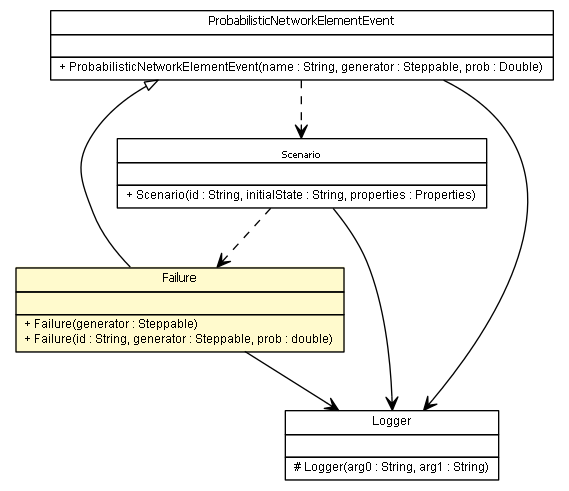 ProbabilisticNetworkElementEvent
+ ProbabilisticNetworkElementEvent(name : String, generator : Steppable, prob : Double)
Scenario
+ Scenario(id : String, initialState : String, properties : Properties)
Failure
+ Failure(generator : Steppable)
+ Failure(id : String, generator : Steppable, prob : double)
Logger
# Logger(arg0 : String, arg1 : String)